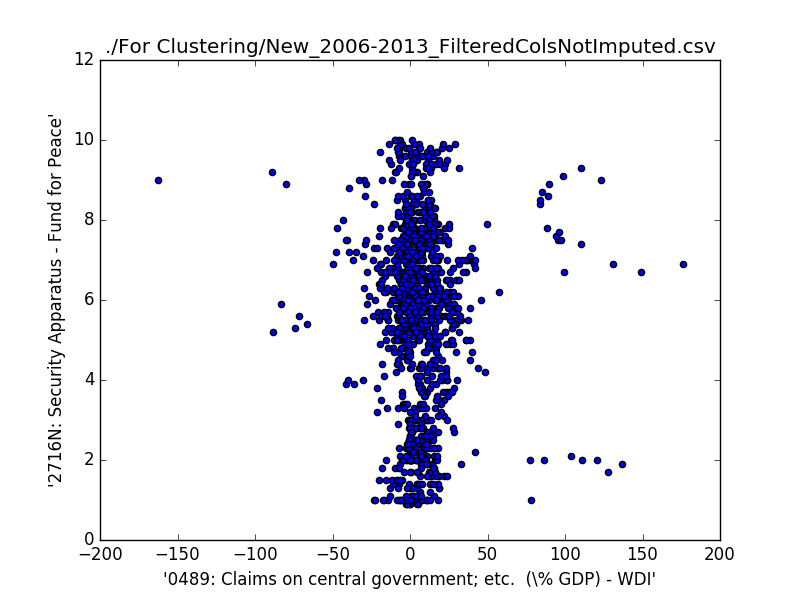 ./For Clustering/New_2006-2013_FilteredColsNotImputed.csv
12
10
8
6
4
2
0
'2716N: Security Apparatus - Fund for Peace'
−200 −150 −100 −50 0 50 100 150 200
'0489: Claims on central government; etc.  (\% GDP) - WDI'